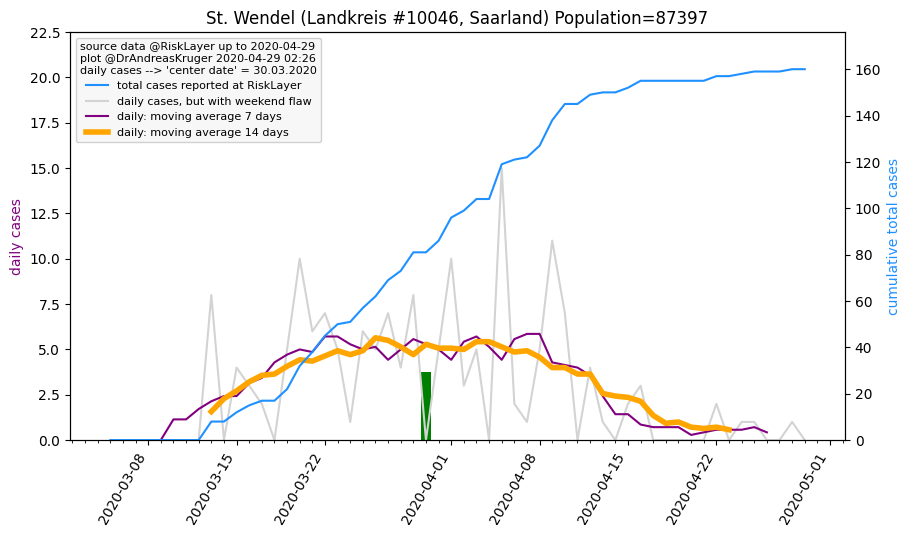 St. Wendel (Landkreis #10046, Saarland) Population=87397
source data @RiskLayer up to 2020-04-29
plot @DrAndreasKruger 2020-04-29 02:26
daily cases --> 'center date' = 30.03.2020
total cases reported at RiskLayer
daily cases, but with weekend flaw
daily: moving average 7 days
daily: moving average 14 days
daily cases
22.5
20.0
17.5
15.0
12.5
10.0
7.5
5.0
2.5
0.0
cumulative total cases
160
140
120
100
80
60
40
20
0
2020-03-08
2020-03-15
2020-03-22
2020-04-01
2020-04-08
2020-04-15
2020-04-22
2020-05-01